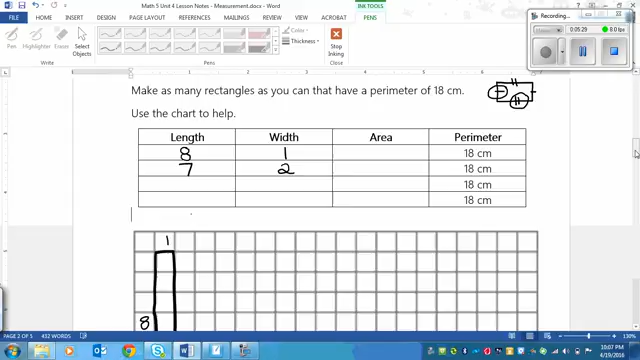 Math 5 Unit 4 Lesson Notes - Measurement.docx - Word
INK TOOLS
FILE HOME INSERT DESIGN PAGE LAYOUT REFERENCES MAILINGS REVIEW VIEW ACROBAT PENS
Recording...
00:05:29
8.0 fps
Pen Highlighter Eraser Select Objects
Color
Thickness
Stop Inking
Write
Pens
Close
Make as many rectangles as you can that have a perimeter of 18 cm.
Use the chart to help.
Length Width Area Perimeter
8 1 18 cm
7 2 18 cm
18 cm
18 cm
1
8
PAGE 2 OF 5 432 WORDS 130%
10:07 PM
4/19/2016